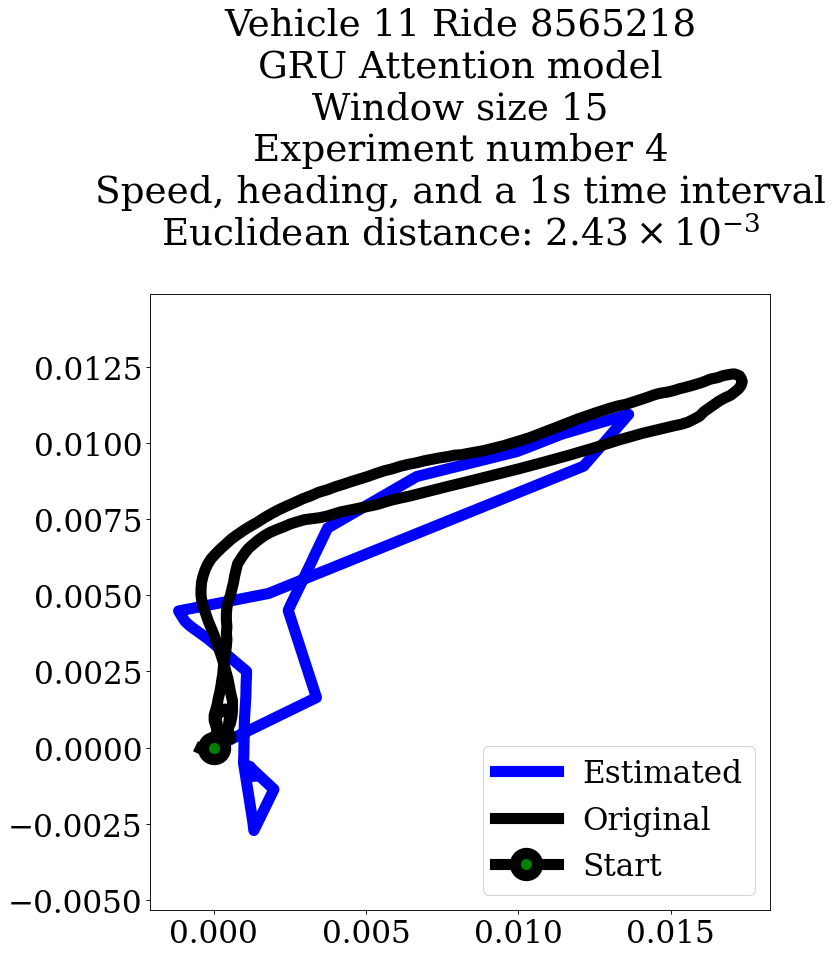 Vehicle 11 Ride 8565218
GRU Attention model
Window size 15
Experiment number 4
Speed, heading, and a 1s time interval
Euclidean distance: 2.43 × 10⁻³
0.0125
0.0100
0.0075
0.0050
0.0025
0.0000
−0.0025
−0.0050
Estimated
Original
Start
0.000 0.005 0.010 0.015